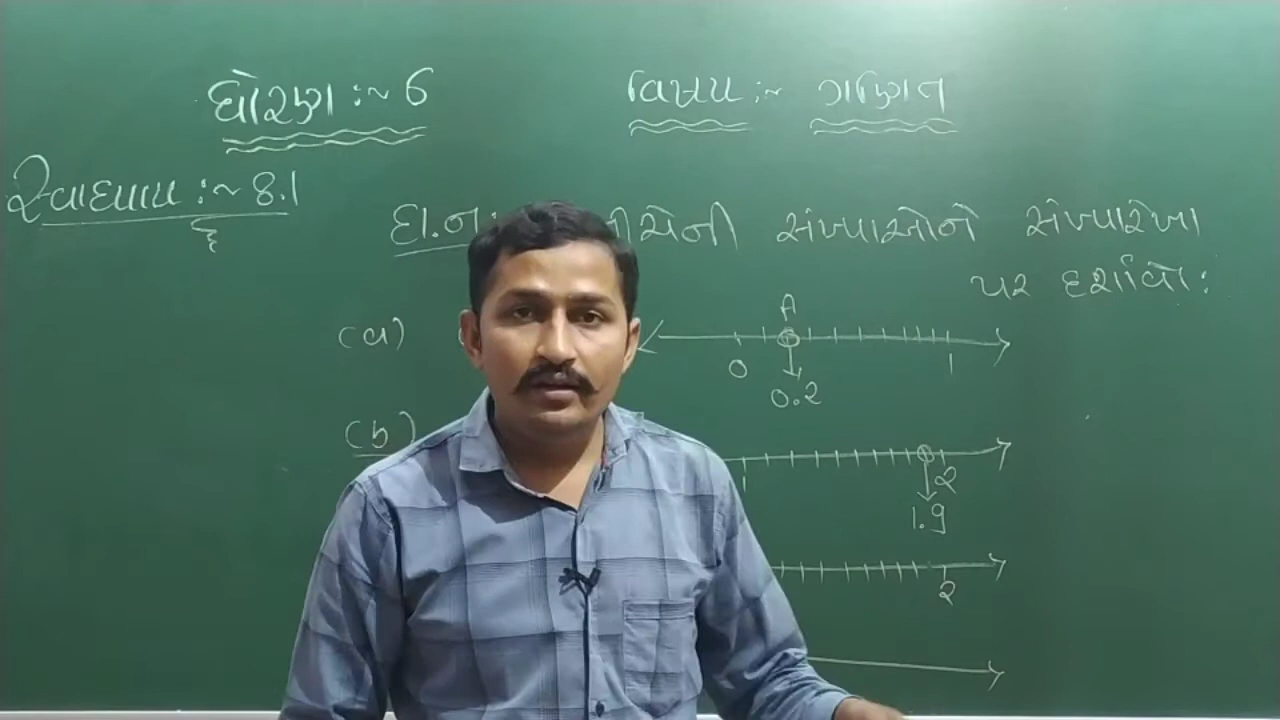 ધોરણ :~ 6
વિષય :~ ગણિત
સ્વાધ્યાય :~ 8.1
દા.ન. સંખ્યાઓને સંખ્યારેખા
પર દર્શાવો :
(a)
A
0 1
0.2
(b)
1 2
1.9
2